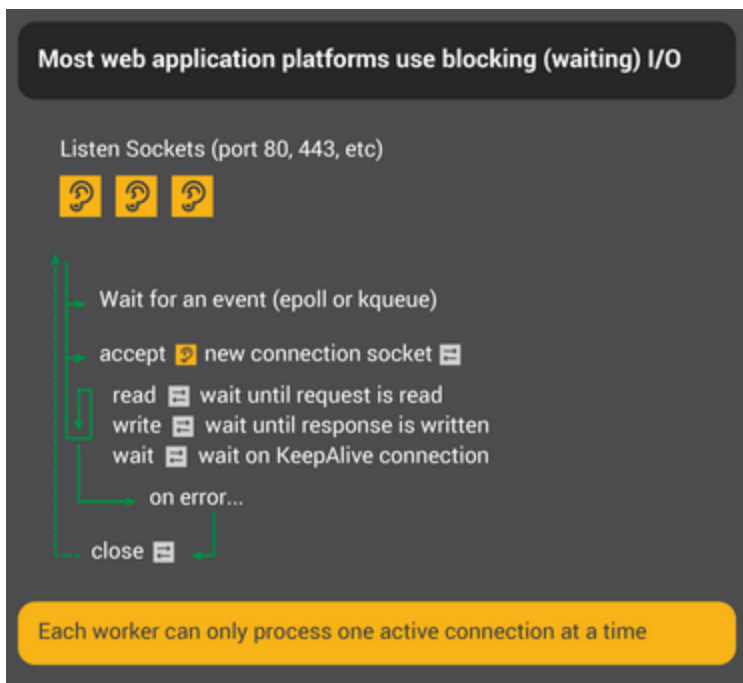 Most web application platforms use blocking (waiting) I/O
Listen Sockets (port 80, 443, etc)
Wait for an event (epoll or kqueue)
accept new connection socket
read wait until request is read
write wait until response is written
wait wait on KeepAlive connection
on error...
close
Each worker can only process one active connection at a time